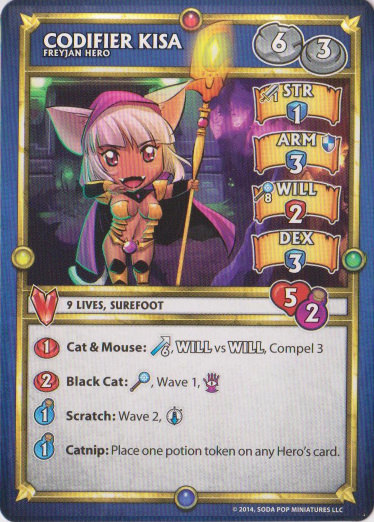 CODIFIER KISA
FREYJAN HERO
6 3
1 STR
1
ARM
3
8 WILL
2
DEX
3
5
2
9 LIVES, SUREFOOT
1 Cat & Mouse: 6, WILL vs WILL, Compel 3
2 Black Cat: , Wave 1,
1 Scratch: Wave 2,
1 Catnip: Place one potion token on any Hero's card.
© 2014, SODA POP MINIATURES LLC